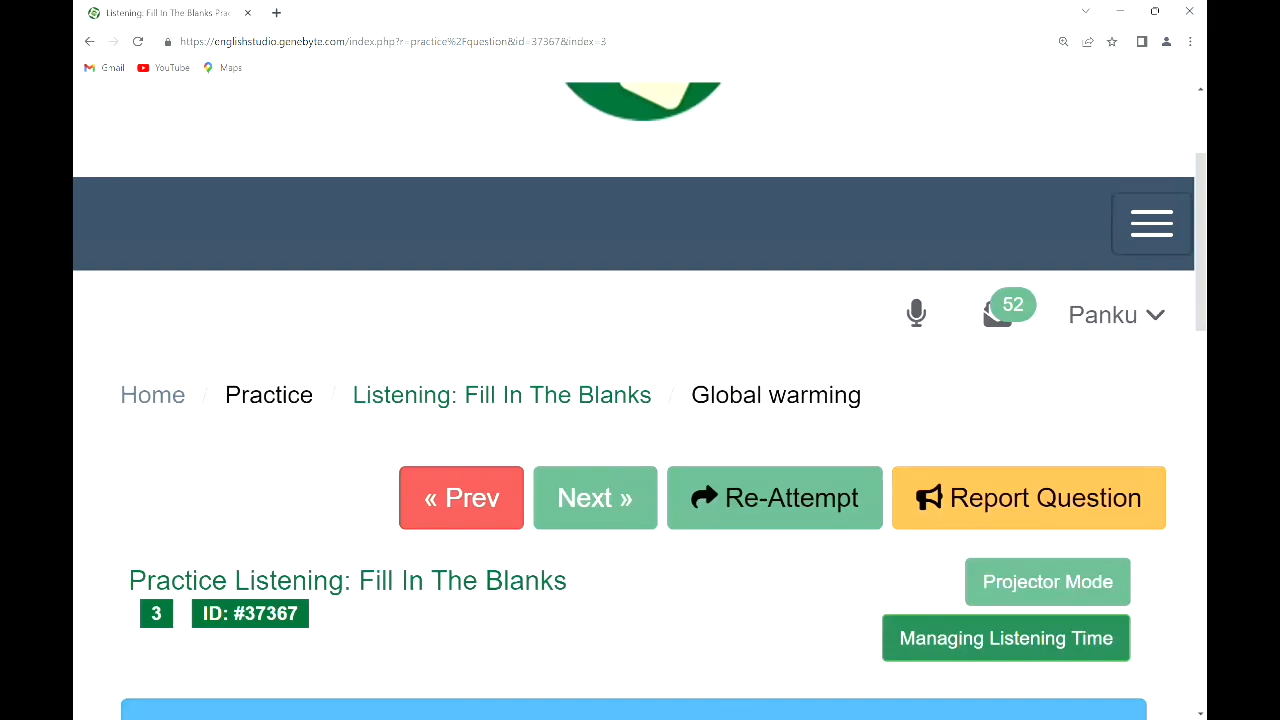 Listening: Fill In The Blanks Pra
https://englishstudio.genebyte.com/index.php?r=practice%2Fquestion&id=37367&index=3
Gmail YouTube Maps
52
Panku
Home / Practice / Listening: Fill In The Blanks / Global warming
« Prev Next » Re-Attempt Report Question
Practice Listening: Fill In The Blanks
3 ID: #37367
Projector Mode
Managing Listening Time